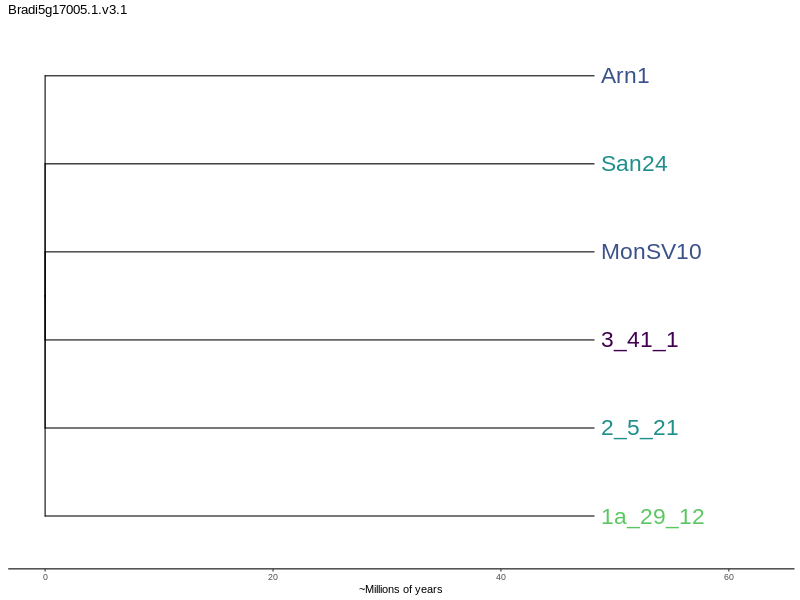 Bradi5g17005.1.v3.1
Arn1
San24
MonSV10
3_41_1
2_5_21
1a_29_12
0 20 40 60
~Millions of years